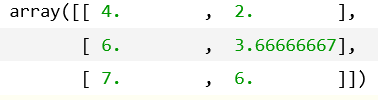 array([[ 4.        ,  2.        ],
       [ 6.        ,  3.66666667],
       [ 7.        ,  6.        ]])